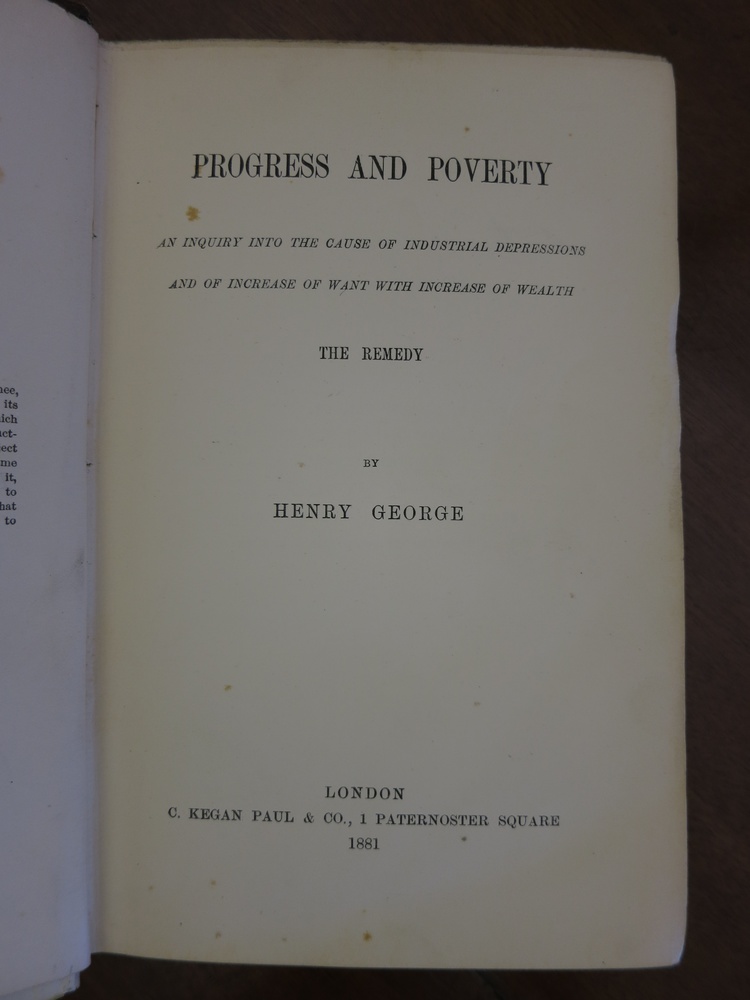 nee,
its
ich
ct-
ect
me
it,
to
hat
to
PROGRESS AND POVERTY
AN INQUIRY INTO THE CAUSE OF INDUSTRIAL DEPRESSIONS
AND OF INCREASE OF WANT WITH INCREASE OF WEALTH
THE REMEDY
BY
HENRY GEORGE
LONDON
C. KEGAN PAUL & CO., 1 PATERNOSTER SQUARE
1881